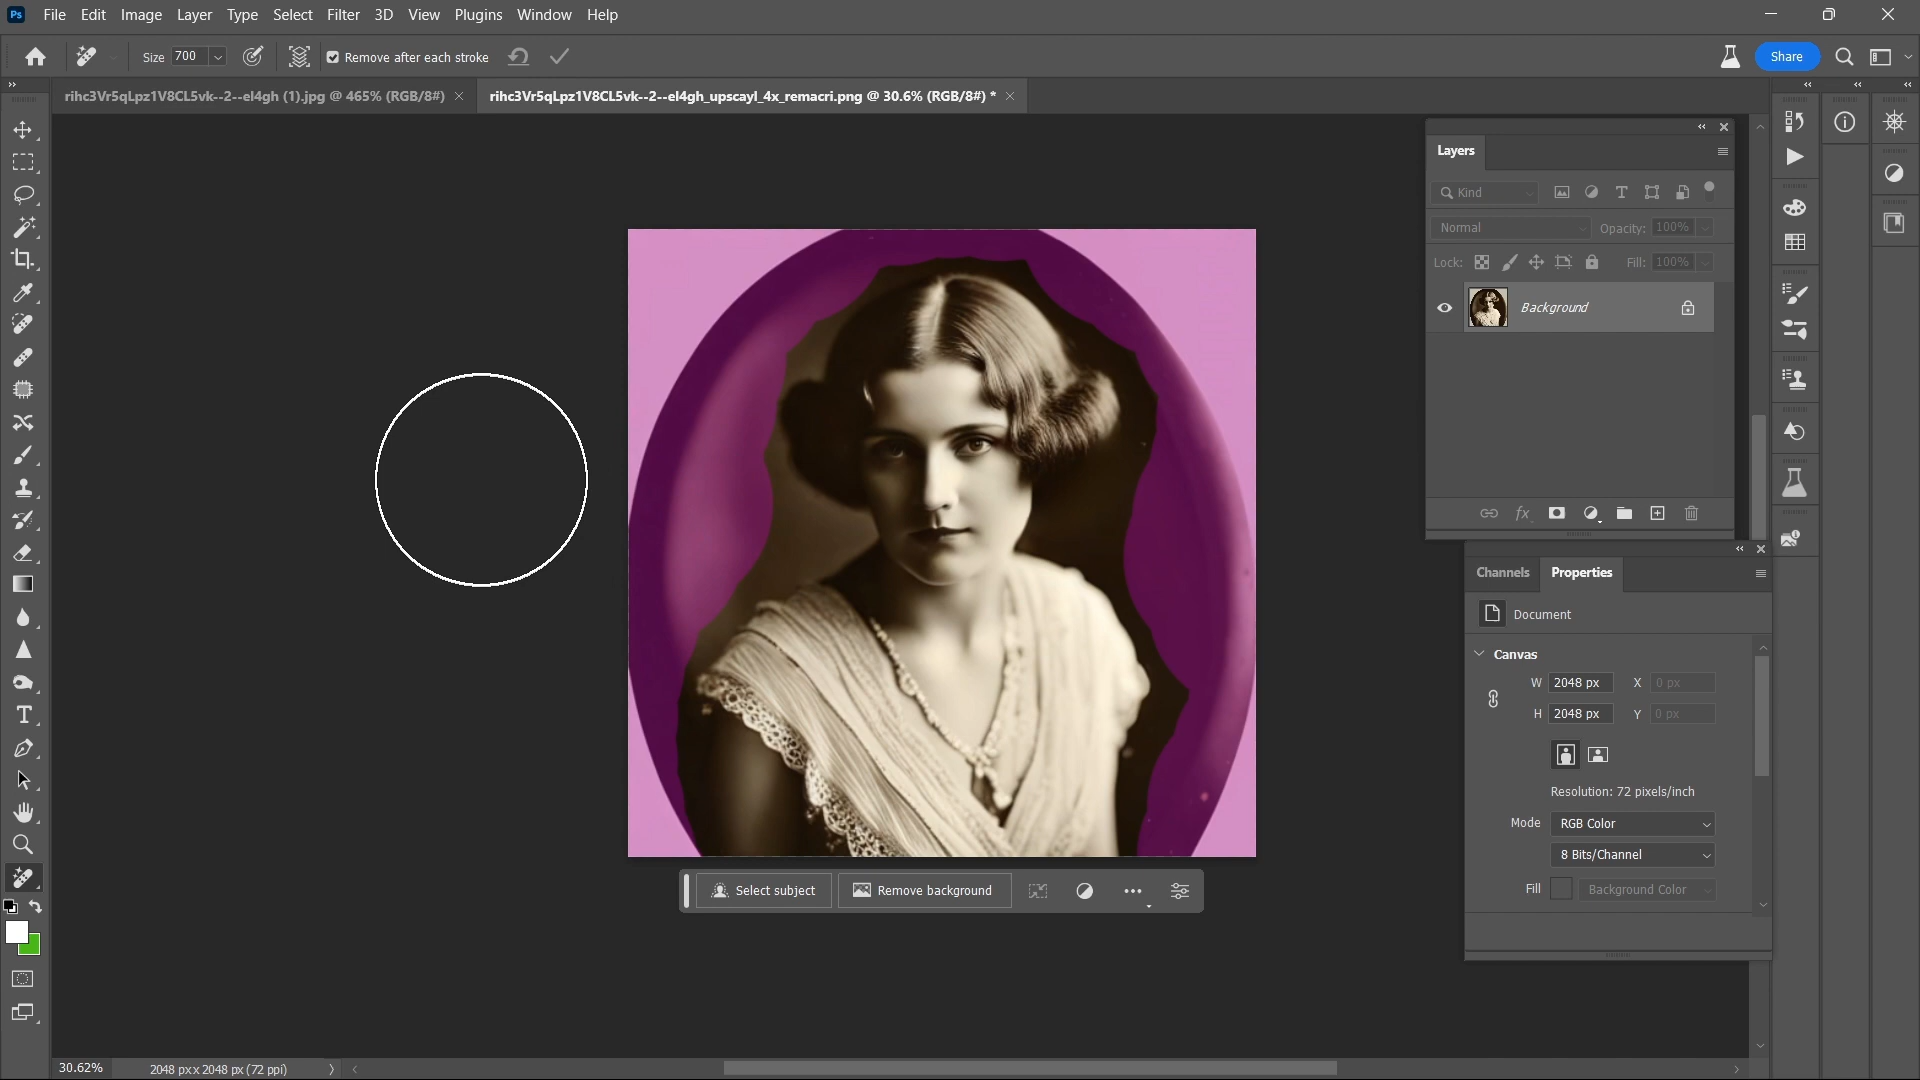 Ps File Edit Image Layer Type Select Filter 3D View Plugins Window Help
Size 700 Remove after each stroke Share
rihc3Vr5qLpz1V8CL5vk--2--el4gh (1).jpg @ 465% (RGB/8#) × rihc3Vr5qLpz1V8CL5vk--2--el4gh_upscayl_4x_remacri.png @ 30.6% (RGB/8#) * ×
Layers
Kind
Normal Opacity: 100%
Lock: Fill: 100%
Background
fx
Channels Properties
Document
Canvas
W 2048 px X 0 px
H 2048 px Y 0 px
Resolution: 72 pixels/inch
Mode RGB Color
8 Bits/Channel
Fill Background Color
Select subject Remove background
30.62% 2048 px x 2048 px (72 ppi)